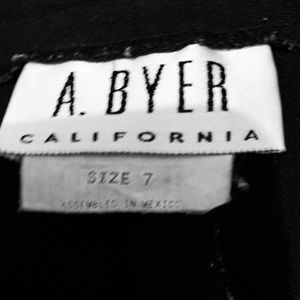 A. BYER
CALIFORNIA
SIZE 7
ASSEMBLED IN MEXICO